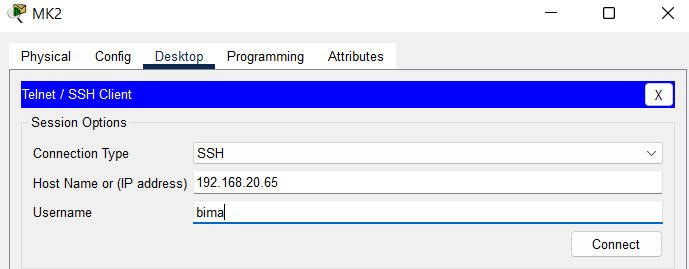 MK2
Physical Config Desktop Programming Attributes
Telnet / SSH Client X
Session Options
Connection Type SSH
Host Name or (IP address) 192.168.20.65
Username bima
Connect